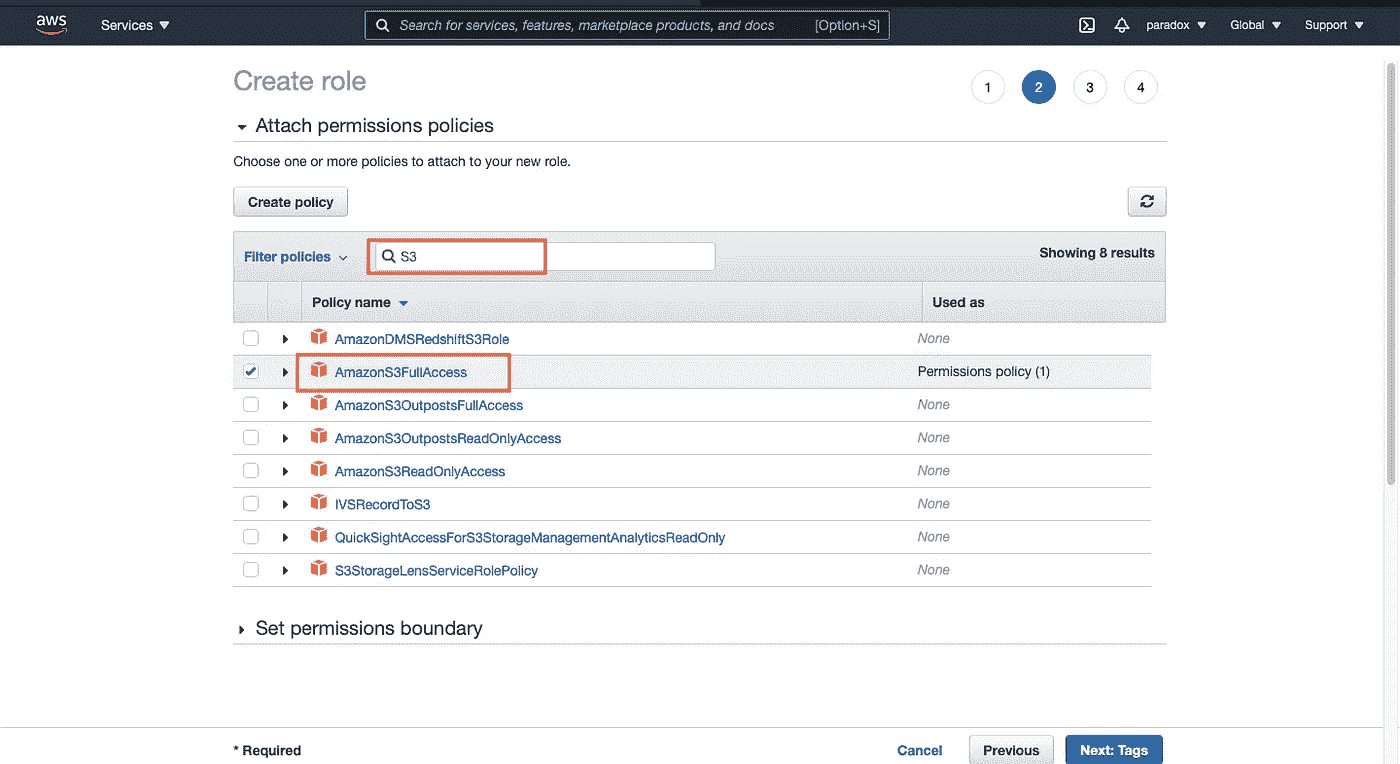 aws Services Search for services, features, marketplace products, and docs [Option+S] paradox Global Support
Create role 1 2 3 4
Attach permissions policies
Choose one or more policies to attach to your new role.
Create policy
Filter policies S3 Showing 8 results
Policy name Used as
AmazonDMSRedshiftS3Role None
AmazonS3FullAccess Permissions policy (1)
AmazonS3OutpostsFullAccess None
AmazonS3OutpostsReadOnlyAccess None
AmazonS3ReadOnlyAccess None
IVSRecordToS3 None
QuickSightAccessForS3StorageManagementAnalyticsReadOnly None
S3StorageLensServiceRolePolicy None
Set permissions boundary
* Required Cancel Previous Next: Tags